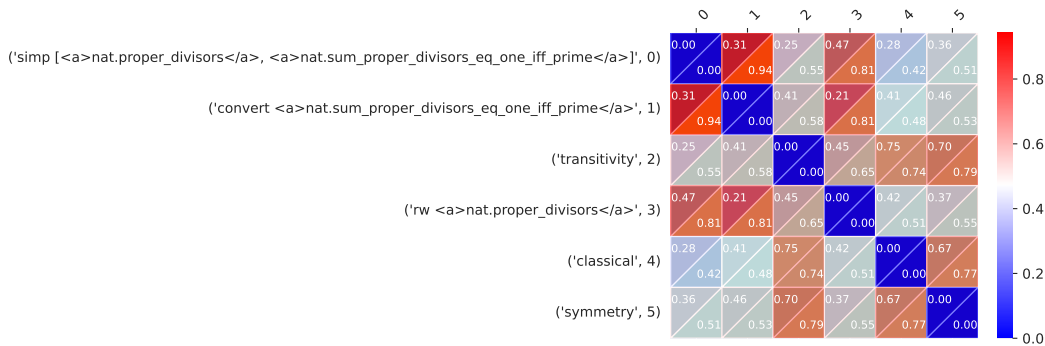 0 1 2 3 4 5
('simp [<a>nat.proper_divisors</a>, <a>nat.sum_proper_divisors_eq_one_iff_prime</a>]', 0)
0.00 0.31 0.25 0.47 0.28 0.36
0.00 0.94 0.55 0.81 0.42 0.51
('convert <a>nat.sum_proper_divisors_eq_one_iff_prime</a>', 1)
0.31 0.00 0.41 0.21 0.41 0.46
0.94 0.00 0.58 0.81 0.48 0.53
('transitivity', 2)
0.25 0.41 0.00 0.45 0.75 0.70
0.55 0.58 0.00 0.65 0.74 0.79
('rw <a>nat.proper_divisors</a>', 3)
0.47 0.21 0.45 0.00 0.42 0.37
0.81 0.81 0.65 0.00 0.51 0.55
('classical', 4)
0.28 0.41 0.75 0.42 0.00 0.67
0.42 0.48 0.74 0.51 0.00 0.77
('symmetry', 5)
0.36 0.46 0.70 0.37 0.67 0.00
0.51 0.53 0.79 0.55 0.77 0.00
0.8
0.6
0.4
0.2
0.0